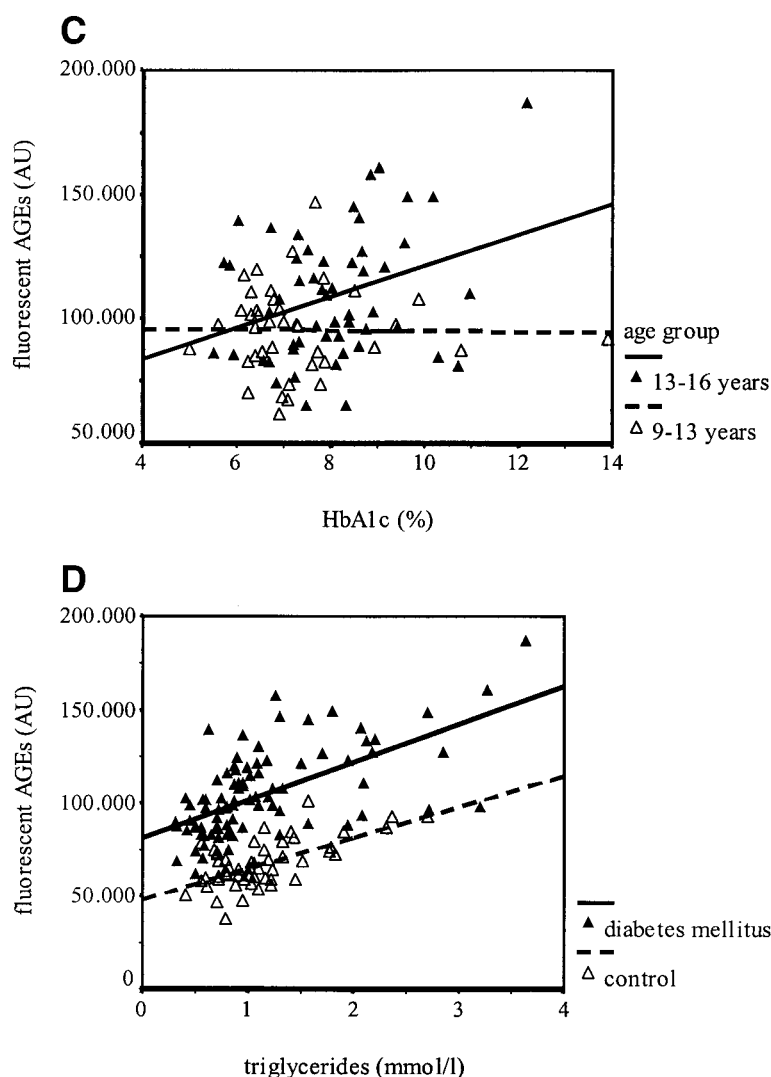 C
200.000
150.000
100.000
50.000
fluorescent AGEs (AU)
4 6 8 10 12 14
HbA1c (%)
age group
▲ 13-16 years
△ 9-13 years
D
200.000
150.000
100.000
50.000
0
fluorescent AGEs (AU)
0 1 2 3 4
triglycerides (mmol/l)
▲ diabetes mellitus
△ control